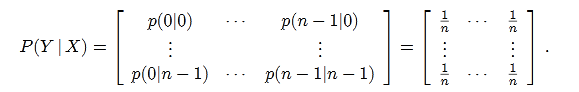 P(Y | X) = [ p(0|0) ⋯ p(n − 1|0) ; ⋮ ⋮ ; p(0|n − 1) ⋯ p(n − 1|n − 1) ] = [ 1/n ⋯ 1/n ; ⋮ ⋮ ; 1/n ⋯ 1/n ] .